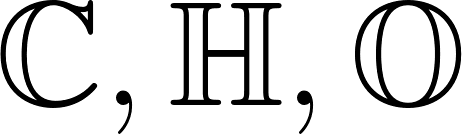 ℂ, ℍ, 𝕆